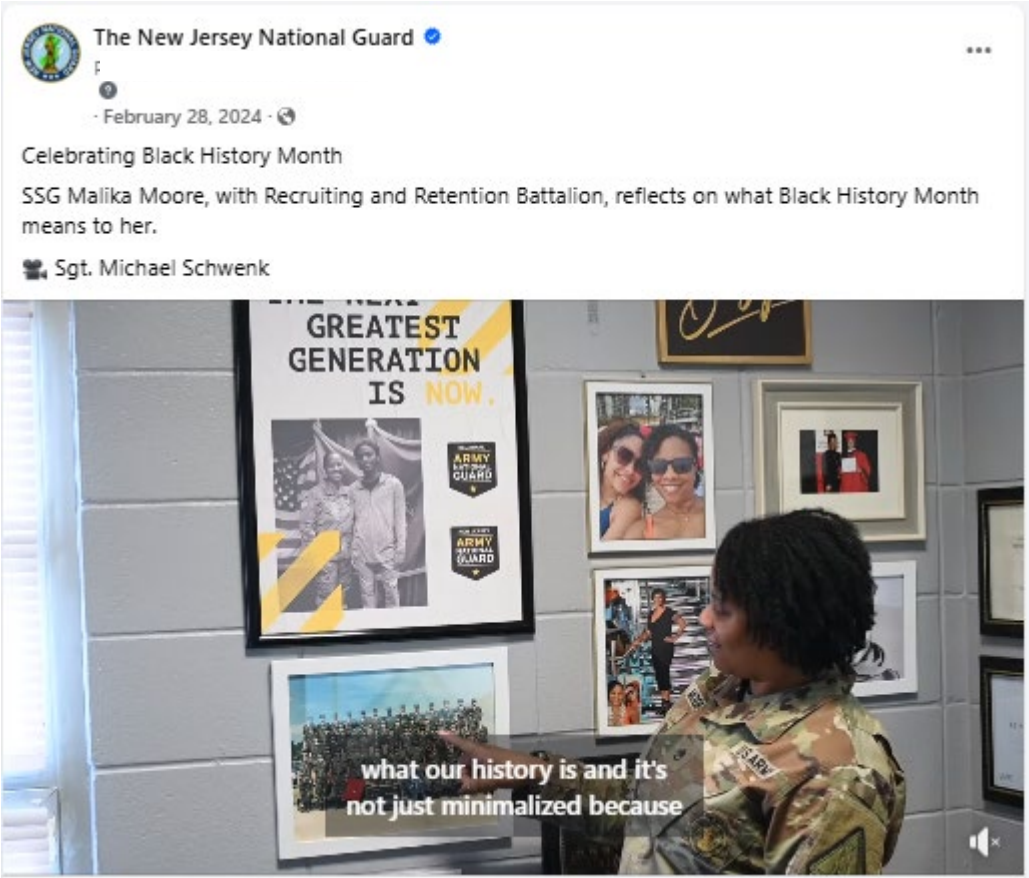 The New Jersey National Guard
· February 28, 2024 ·
Celebrating Black History Month
SSG Malika Moore, with Recruiting and Retention Battalion, reflects on what Black History Month
means to her.
Sgt. Michael Schwenk
THE NEXT
GREATEST
GENERATION
IS NOW.
ARMY
NATIONAL
GUARD
ARMY
NATIONAL
GUARD
U.S. ARMY
what our history is and it's
not just minimalized because